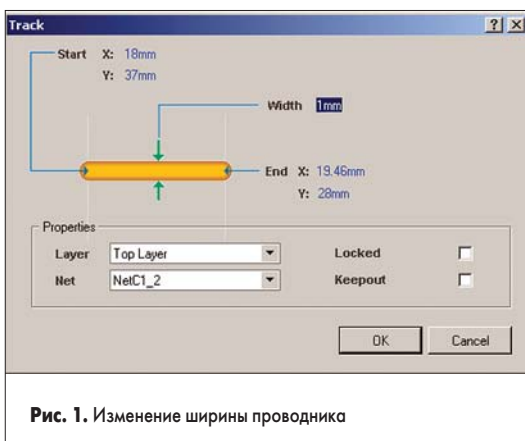 Track
Start X: 18mm
Y: 37mm
Width 1mm
End X: 19.46mm
Y: 28mm
Properties
Layer Top Layer Locked
Net NetC1_2 Keepout
OK Cancel
Рис. 1. Изменение ширины проводника